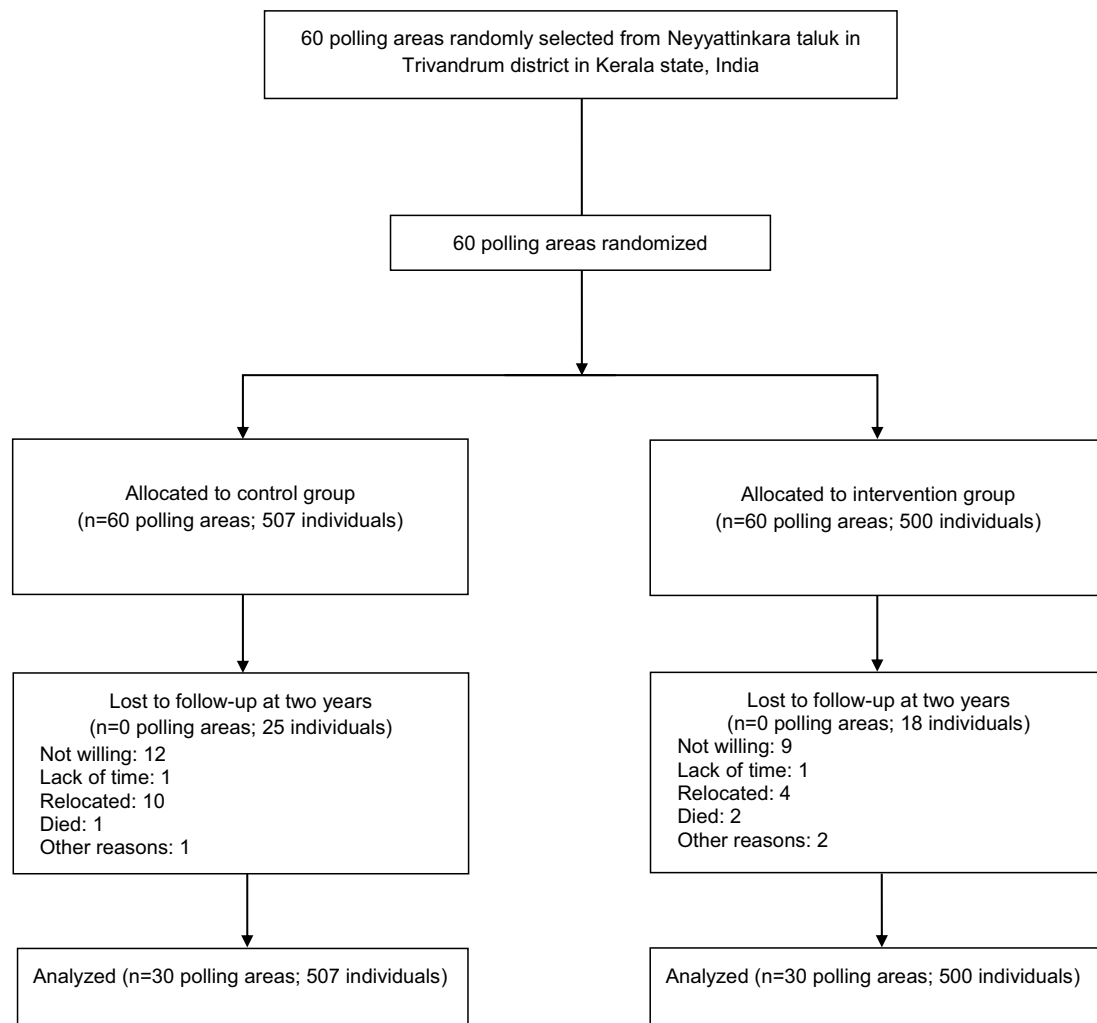 60 polling areas randomly selected from Neyyattinkara taluk in
Trivandrum district in Kerala state, India
60 polling areas randomized
Allocated to control group
(n=60 polling areas; 507 individuals)
Allocated to intervention group
(n=60 polling areas; 500 individuals)
Lost to follow-up at two years
(n=0 polling areas; 25 individuals)
Not willing: 12
Lack of time: 1
Relocated: 10
Died: 1
Other reasons: 1
Lost to follow-up at two years
(n=0 polling areas; 18 individuals)
Not willing: 9
Lack of time: 1
Relocated: 4
Died: 2
Other reasons: 2
Analyzed (n=30 polling areas; 507 individuals)
Analyzed (n=30 polling areas; 500 individuals)